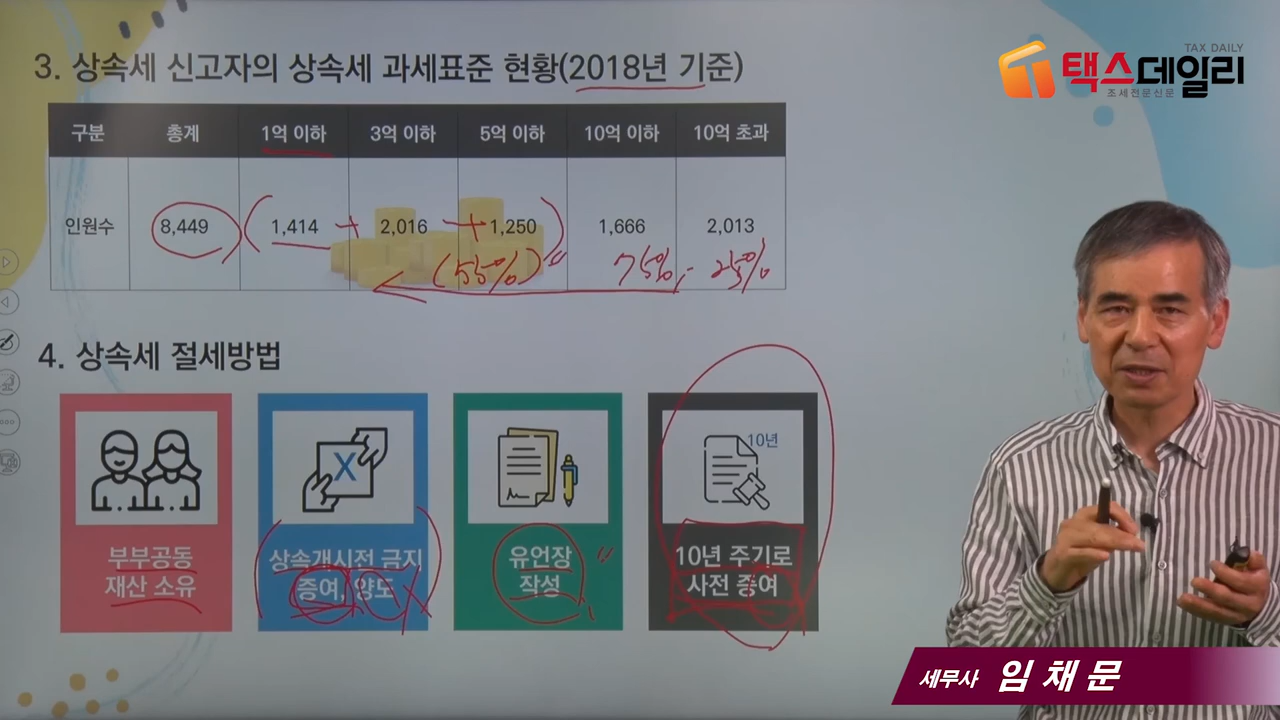 3. 상속세 신고자의 상속세 과세표준 현황(2018년 기준)
TAX DAILY
택스데일리
조세전문신문
구분 총계 1억 이하 3억 이하 5억 이하 10억 이하 10억 초과
인원수 8,449 1,414 + 2,016 + 1,250 1,666 2,013
(55%) 75% 25%
4. 상속세 절세방법
X
10년
부부공동
재산 소유
상속개시전 금지
증여, 양도
유언장
작성
10년 주기로
사전 증여
세무사 임채문